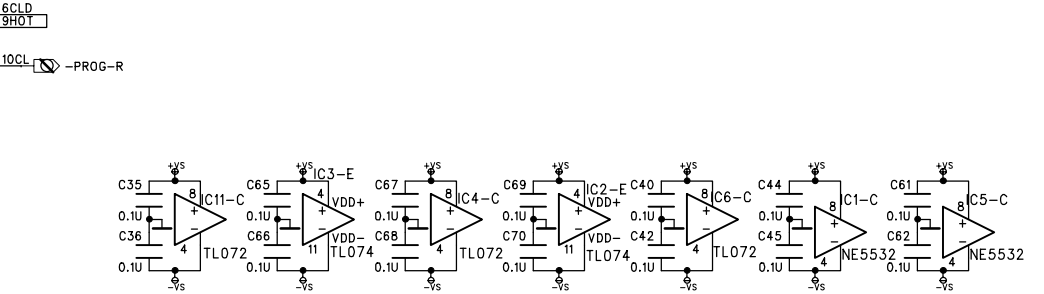 6CLD
9HOT
10CL
-PROG-R
+VS
C35
8
IC11-C
+
0.1U
C36
-
4
TL072
0.1U
-VS
+VS
IC3-E
C65
4
VDD+
+
0.1U
C66
-
VDD-
11
TL074
0.1U
-VS
+VS
C67
8
IC4-C
+
0.1U
C68
-
4
TL072
0.1U
-VS
+VS
C69
4
IC2-E
VDD+
+
0.1U
C70
-
VDD-
11
TL074
0.1U
-VS
+VS
C40
8
IC6-C
+
0.1U
C42
-
4
TL072
0.1U
-VS
+VS
C44
8
IC1-C
+
0.1U
C45
-
4
NE5532
0.1U
-VS
+VS
C61
8
IC5-C
+
0.1U
C62
-
4
NE5532
0.1U
-VS